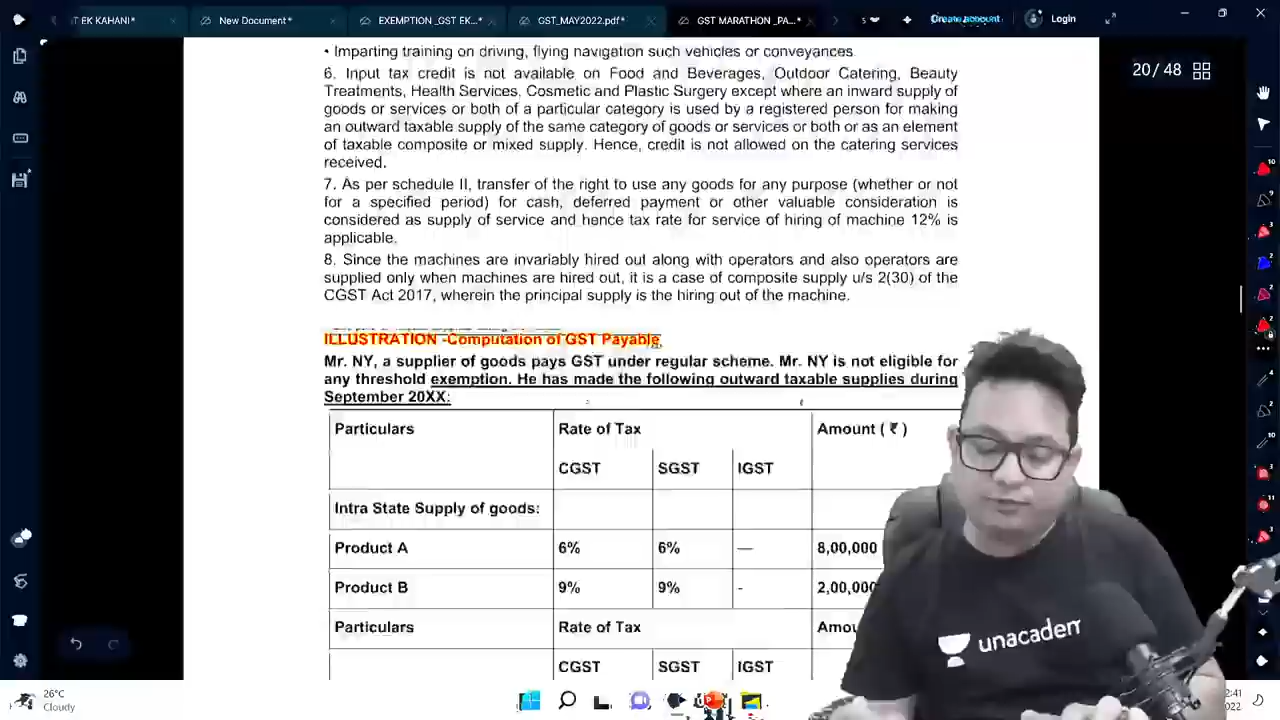 T EK KAHANI* New Document* EXEMPTION _GST EK...* GST_MAY2022.pdf* GST MARATHON _PA...* Create account Login
20/ 48
• Imparting training on driving, flying navigation such vehicles or conveyances.
6. Input tax credit is not available on Food and Beverages, Outdoor Catering, Beauty
Treatments, Health Services, Cosmetic and Plastic Surgery except where an inward supply of
goods or services or both of a particular category is used by a registered person for making
an outward taxable supply of the same category of goods or services or both or as an element
of taxable composite or mixed supply. Hence, credit is not allowed on the catering services
received.
7. As per schedule II, transfer of the right to use any goods for any purpose (whether or not
for a specified period) for cash, deferred payment or other valuable consideration is
considered as supply of service and hence tax rate for service of hiring of machine 12% is
applicable.
8. Since the machines are invariably hired out along with operators and also operators are
supplied only when machines are hired out, it is a case of composite supply u/s 2(30) of the
CGST Act 2017, wherein the principal supply is the hiring out of the machine.
ILLUSTRATION -Computation of GST Payable
Mr. NY, a supplier of goods pays GST under regular scheme. Mr. NY is not eligible for
any threshold exemption. He has made the following outward taxable supplies during
September 20XX:
Particulars Rate of Tax Amount ( ₹ )
CGST SGST IGST
Intra State Supply of goods:
Product A 6% 6% — 8,00,000
Product B 9% 9% - 2,00,000
Particulars Rate of Tax
CGST SGST IGST
unacadem
26°C
Cloudy
2:41
2022